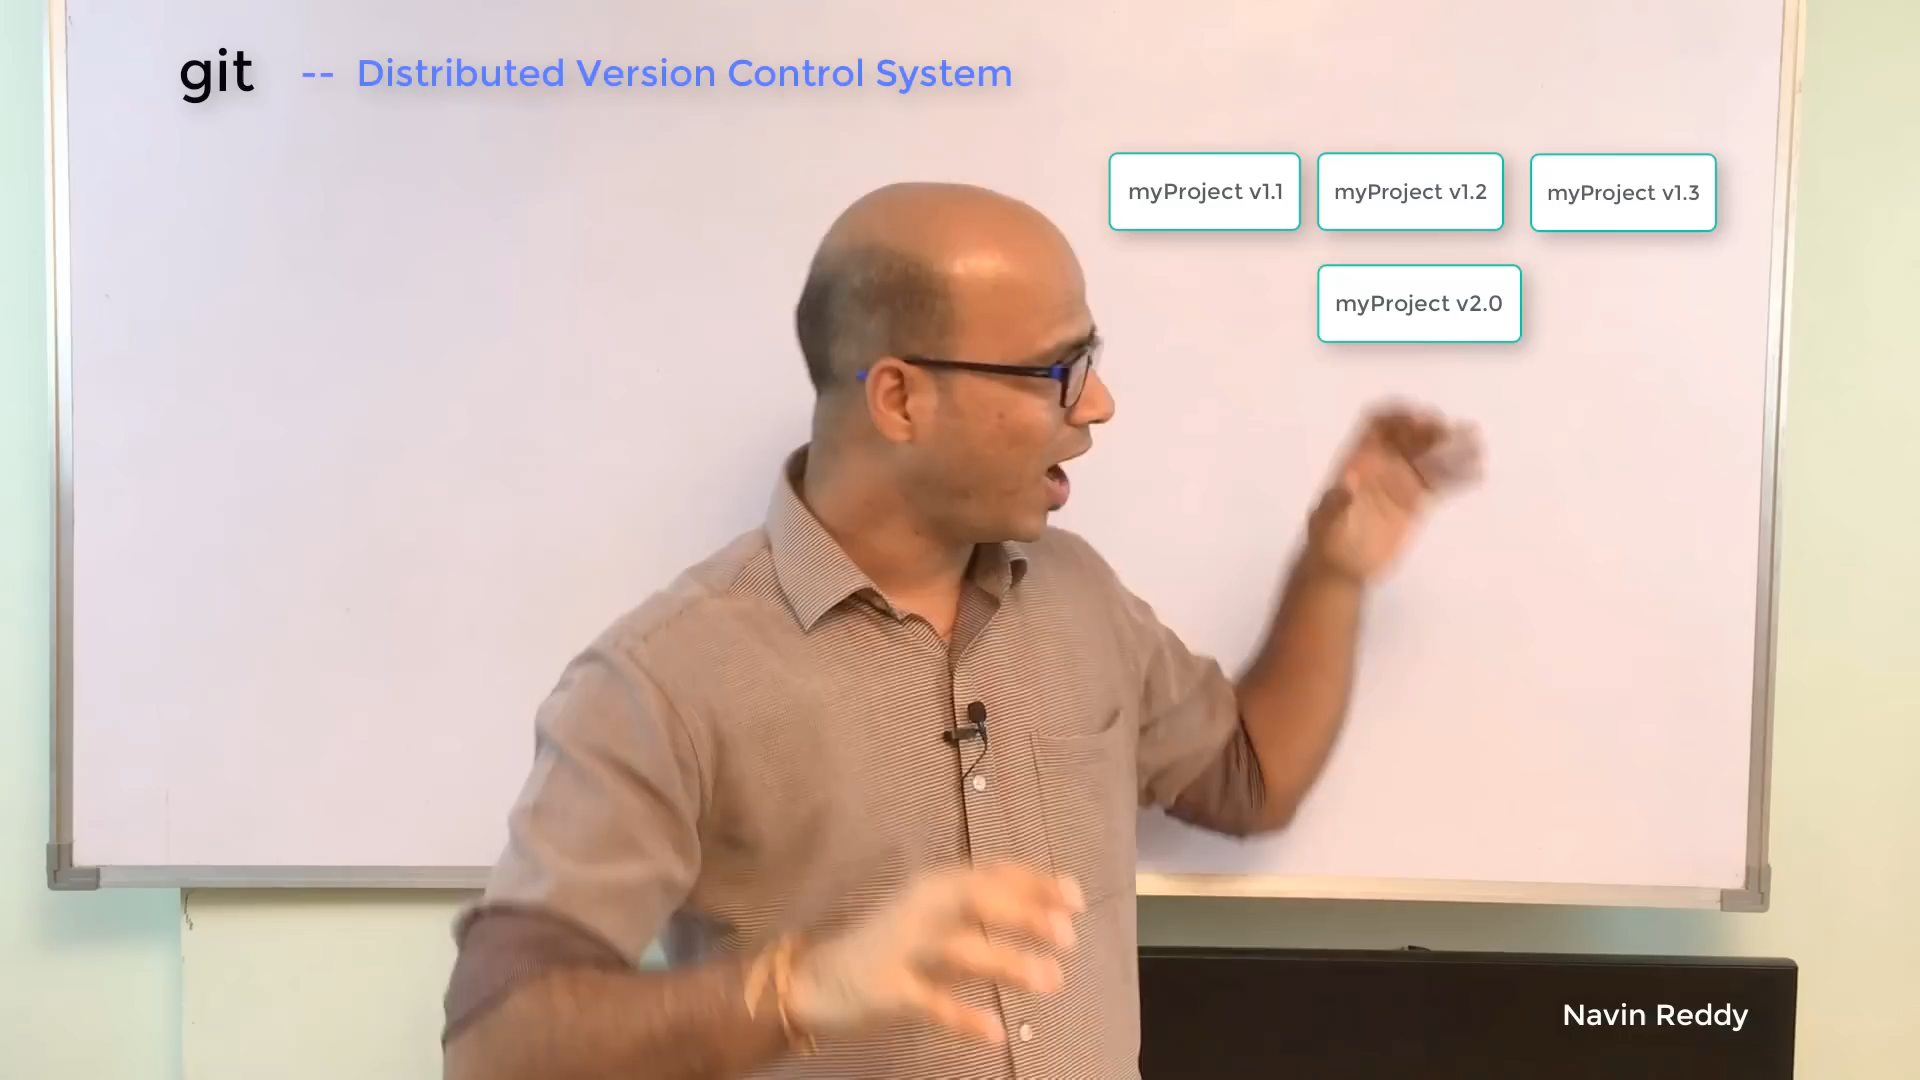 git -- Distributed Version Control System
myProject v1.1 myProject v1.2 myProject v1.3
myProject v2.0
Navin Reddy